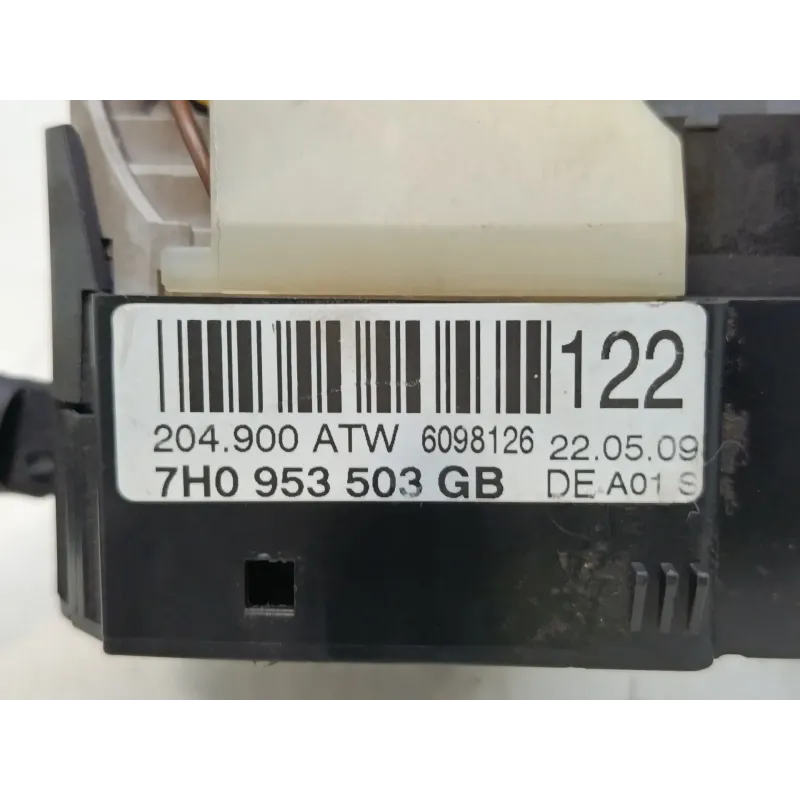 122
204.900 ATW 6098126 22.05.09
7H0 953 503 GB DE A01 S